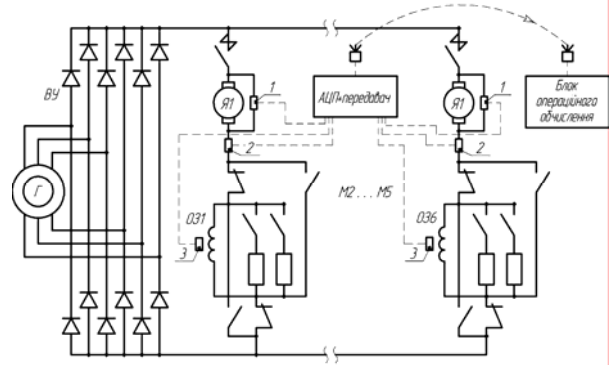 ВУ
Г
Я1
1
2
ОЗ1
3
АЦП+передавач
М2 ... М5
Я1
1
2
ОЗ6
3
Блок
операційного
обчислення